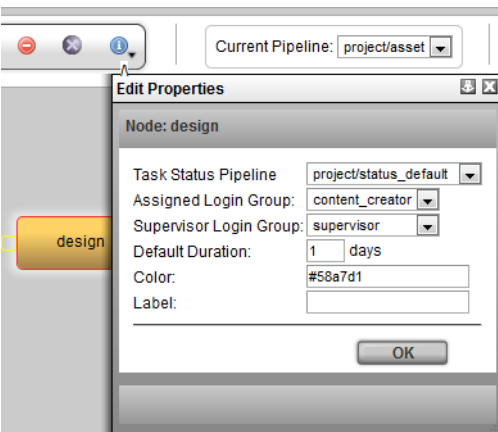 Current Pipeline: project/asset
Edit Properties
Node: design
Task Status Pipeline project/status_default
Assigned Login Group: content_creator
design
Supervisor Login Group: supervisor
Default Duration: 1 days
Color: #58a7d1
Label:
OK